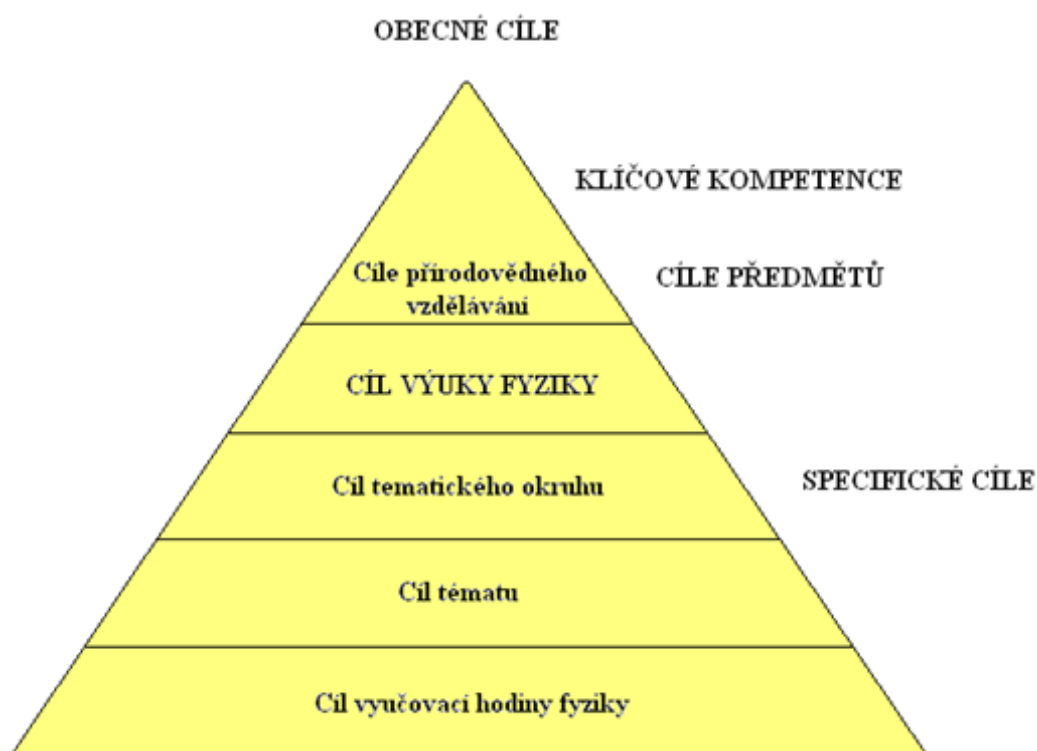 OBECNÉ CÍLE
KLÍČOVÉ KOMPETENCE
Cíle přírodovědného
vzdělávání
CÍLE PŘEDMĚTŮ
CÍL VÝUKY FYZIKY
Cíl tematického okruhu
SPECIFICKÉ CÍLE
Cíl tématu
Cíl vyučovací hodiny fyziky